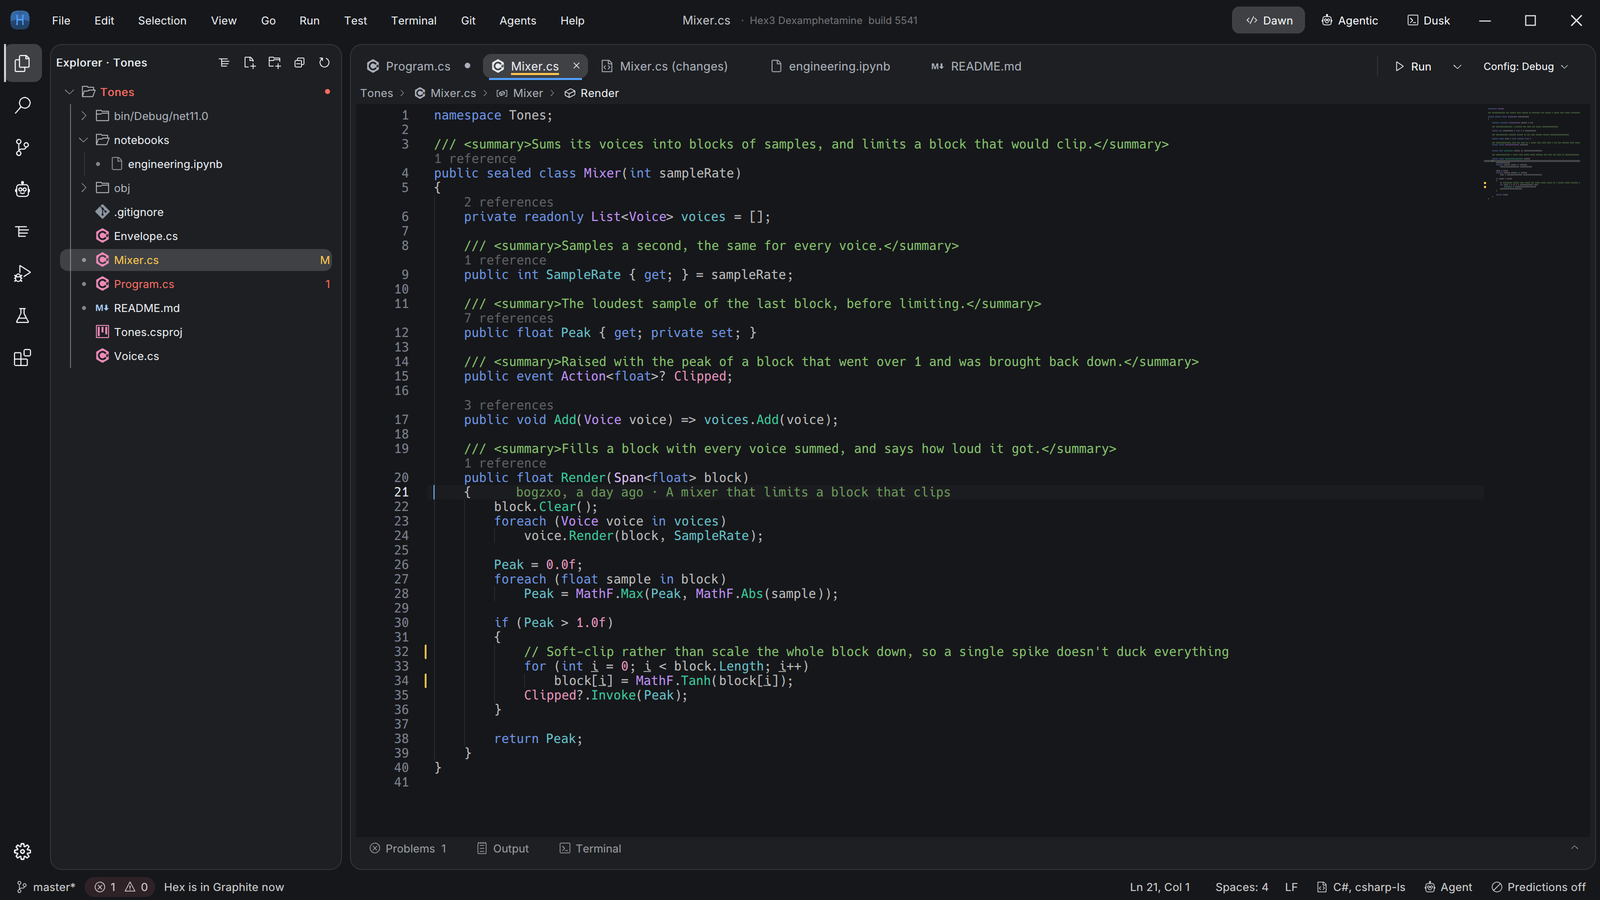 File Edit Selection View Go Run Test Terminal Git Agents Help
Mixer.cs · Hex3 Dexamphetamine build 5541
Dawn Agentic Dusk
Explorer · Tones
Tones
bin/Debug/net11.0
notebooks
engineering.ipynb
obj
.gitignore
Envelope.cs
Mixer.cs M
Program.cs 1
README.md
Tones.csproj
Voice.cs
Program.cs Mixer.cs Mixer.cs (changes) engineering.ipynb README.md
Run Config: Debug
Tones > Mixer.cs > Mixer > Render
1 namespace Tones;
2
3 /// <summary>Sums its voices into blocks of samples, and limits a block that would clip.</summary>
1 reference
4 public sealed class Mixer(int sampleRate)
5 {
2 references
6 private readonly List<Voice> voices = [];
7
8 /// <summary>Samples a second, the same for every voice.</summary>
1 reference
9 public int SampleRate { get; } = sampleRate;
10
11 /// <summary>The loudest sample of the last block, before limiting.</summary>
7 references
12 public float Peak { get; private set; }
13
14 /// <summary>Raised with the peak of a block that went over 1 and was brought back down.</summary>
15 public event Action<float>? Clipped;
16
3 references
17 public void Add(Voice voice) => voices.Add(voice);
18
19 /// <summary>Fills a block with every voice summed, and says how loud it got.</summary>
1 reference
20 public float Render(Span<float> block)
21 { bogzxo, a day ago · A mixer that limits a block that clips
22 block.Clear();
23 foreach (Voice voice in voices)
24 voice.Render(block, SampleRate);
25
26 Peak = 0.0f;
27 foreach (float sample in block)
28 Peak = MathF.Max(Peak, MathF.Abs(sample));
29
30 if (Peak > 1.0f)
31 {
32 // Soft-clip rather than scale the whole block down, so a single spike doesn't duck everything
33 for (int i = 0; i < block.Length; i++)
34 block[i] = MathF.Tanh(block[i]);
35 Clipped?.Invoke(Peak);
36 }
37
38 return Peak;
39 }
40 }
41
Problems 1 Output Terminal
master* 1 0 Hex is in Graphite now
Ln 21, Col 1 Spaces: 4 LF C#, csharp-ls Agent Predictions off